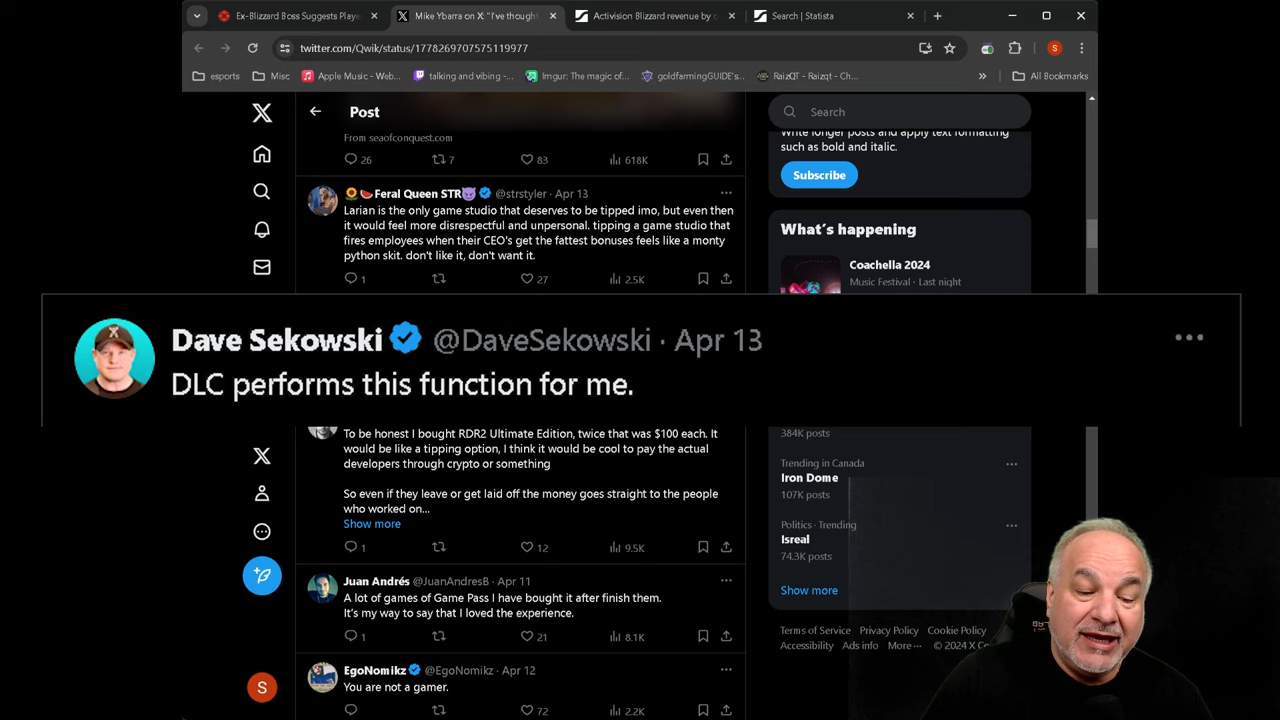 Ex-Blizzard Boss Suggests Playe
Mike Ybarra on X: "I've thought
Activision Blizzard revenue by c
Search | Statista
twitter.com/Qwik/status/1778269707575119977
S
esports
Misc
Apple Music - Web...
talking and vibing -...
Imgur: The magic of...
goldfarmingGUIDE's...
RaizQT - Raizqt - Ch...
All Bookmarks
Post
Search
From seaofconquest.com
26
7
83
618K
Write longer posts and apply text formatting
such as bold and italic.
Subscribe
Feral Queen STR @strstyler · Apr 13
Larian is the only game studio that deserves to be tipped imo, but even then
it would feel more disrespectful and unpersonal. tipping a game studio that
fires employees when their CEO's get the fattest bonuses feels like a monty
python skit. don't like it, don't want it.
1
27
2.5K
What's happening
Coachella 2024
Music Festival · Last night
Dave Sekowski @DaveSekowski · Apr 13
DLC performs this function for me.
To be honest I bought RDR2 Ultimate Edition, twice that was $100 each. It
would be like a tipping option, I think it would be cool to pay the actual
developers through crypto or something
So even if they leave or get laid off the money goes straight to the people
who worked on...
Show more
1
12
9.5K
384K posts
Trending in Canada
Iron Dome
107K posts
Politics · Trending
Isreal
74.3K posts
Show more
Juan Andrés @JuanAndresB · Apr 11
A lot of games of Game Pass I have bought it after finish them.
It's my way to say that I loved the experience.
1
21
8.1K
Terms of Service Privacy Policy Cookie Policy
Accessibility Ads info More ··· © 2024 X Co
EgoNomikz @EgoNomikz · Apr 12
You are not a gamer.
72
2.2K
S